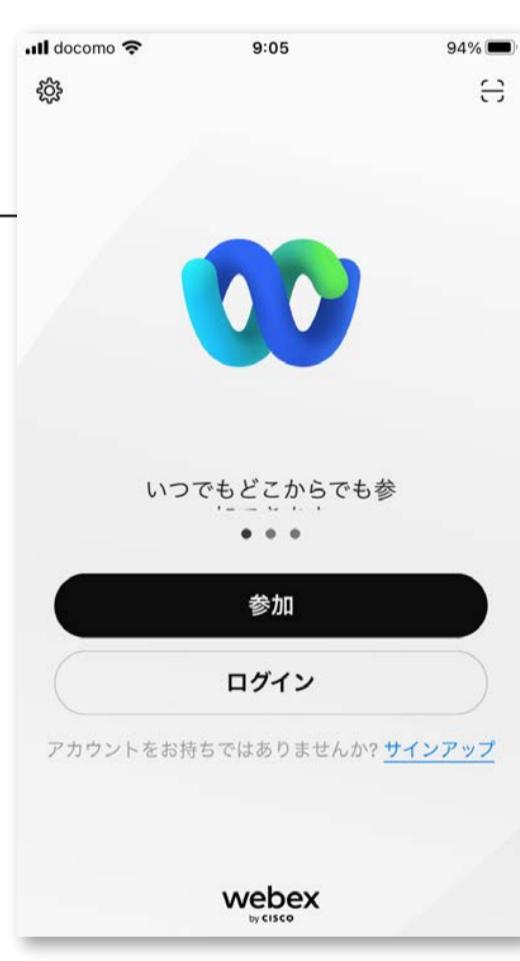 docomo 9:05 94%
いつでもどこからでも参
参加
ログイン
アカウントをお持ちではありませんか? サインアップ
webex
by CISCO